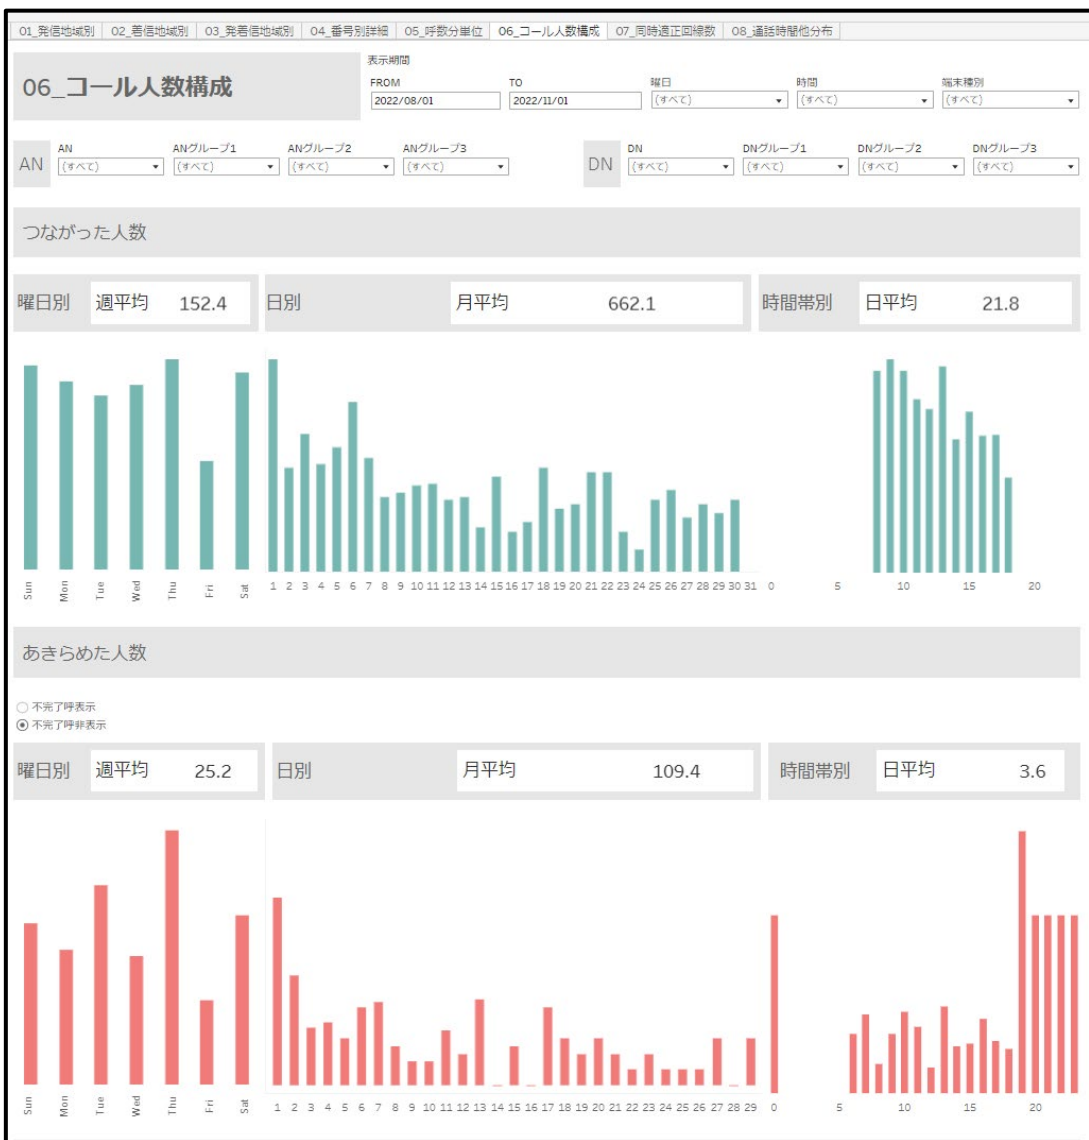 01_発信地域別 02_着信地域別 03_発着信地域別 04_番号別詳細 05_呼数分単位 06_コール人数構成 07_同時適正回線数 08_通話時間他分布
06_コール人数構成
表示期間
FROM TO 曜日 時間 端末種別
2022/08/01 2022/11/01 (すべて) (すべて) (すべて)
AN
AN ANグループ1 ANグループ2 ANグループ3
(すべて) (すべて) (すべて) (すべて)
DN
DN DNグループ1 DNグループ2 DNグループ3
(すべて) (すべて) (すべて) (すべて)
つながった人数
曜日別 週平均 152.4 日別 月平均 662.1 時間帯別 日平均 21.8
Sun Mon Tue Wed Thu Fri Sat
1 2 3 4 5 6 7 8 9 10 11 12 13 14 15 16 17 18 19 20 21 22 23 24 25 26 27 28 29 30 31
0 5 10 15 20
あきらめた人数
不完了呼表示
不完了呼非表示
曜日別 週平均 25.2 日別 月平均 109.4 時間帯別 日平均 3.6
Sun Mon Tue Wed Thu Fri Sat
1 2 3 4 5 6 7 8 9 10 11 12 13 14 15 16 17 18 19 20 21 22 23 24 25 26 27 28 29
0 5 10 15 20